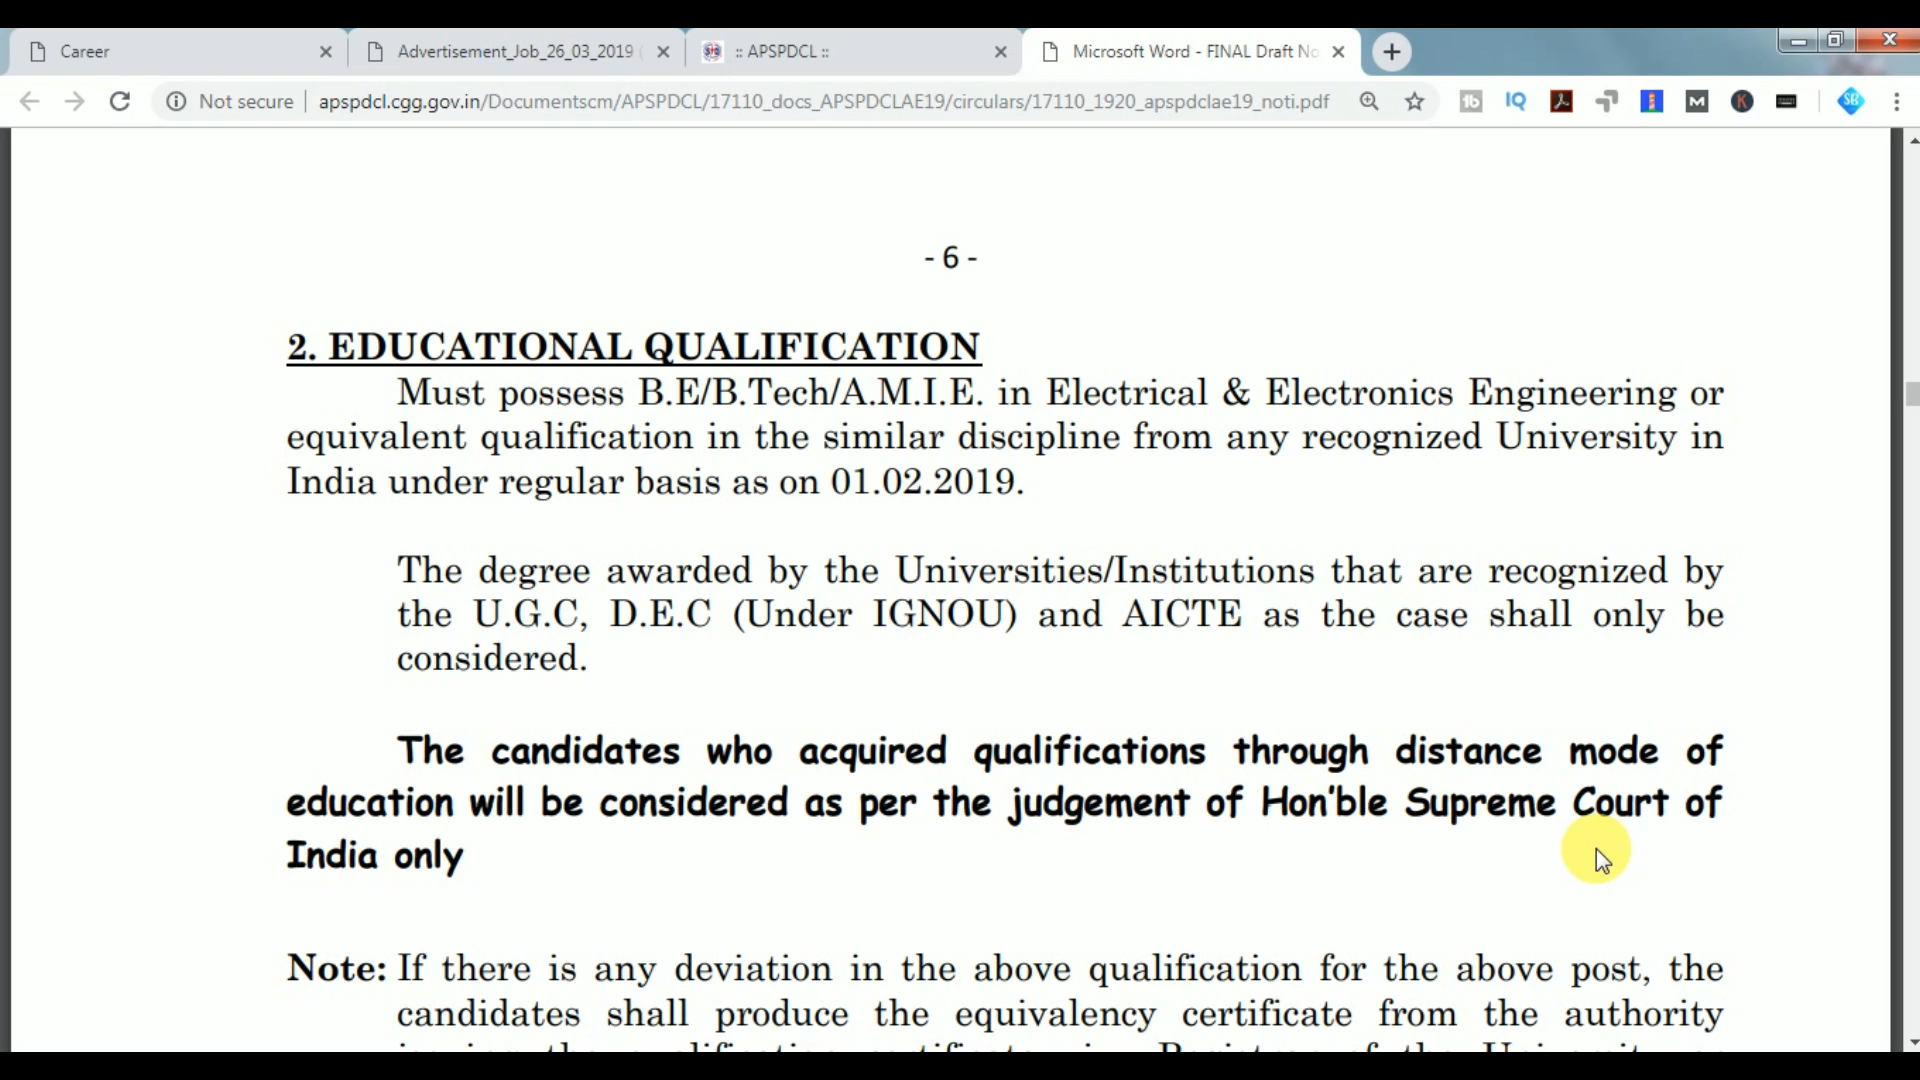 Career
Advertisement_Job_26_03_2019
:: APSPDCL ::
Microsoft Word - FINAL Draft No
Not secure
apspdcl.cgg.gov.in/Documentscm/APSPDCL/17110_docs_APSPDCLAE19/circulars/17110_1920_apspdclae19_noti.pdf
- 6 -
2. EDUCATIONAL QUALIFICATION
Must possess B.E/B.Tech/A.M.I.E. in Electrical & Electronics Engineering or
equivalent qualification in the similar discipline from any recognized University in
India under regular basis as on 01.02.2019.
The degree awarded by the Universities/Institutions that are recognized by
the U.G.C, D.E.C (Under IGNOU) and AICTE as the case shall only be
considered.
The candidates who acquired qualifications through distance mode of
education will be considered as per the judgement of Hon'ble Supreme Court of
India only
Note: If there is any deviation in the above qualification for the above post, the
candidates shall produce the equivalency certificate from the authority